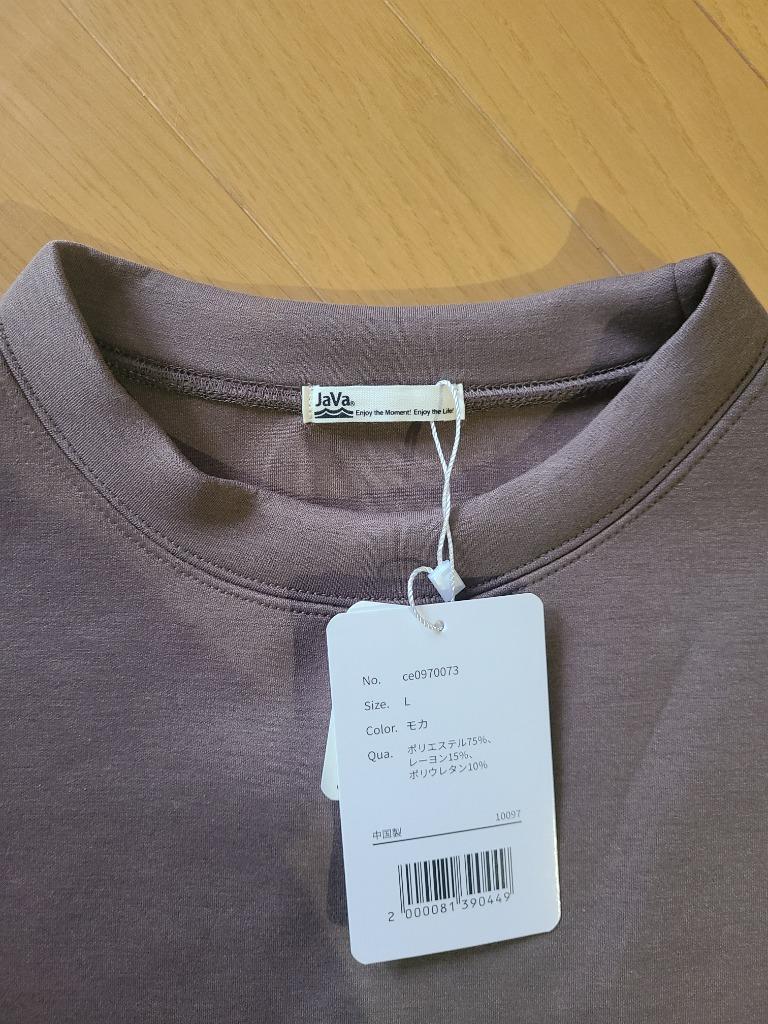 JaVa®
Enjoy the Moment! Enjoy the Life!
No. ce0970073
Size. L
Color. モカ
Qua. ポリエステル75%、
レーヨン15%、
ポリウレタン10%
10097
中国製
2 000081 390449